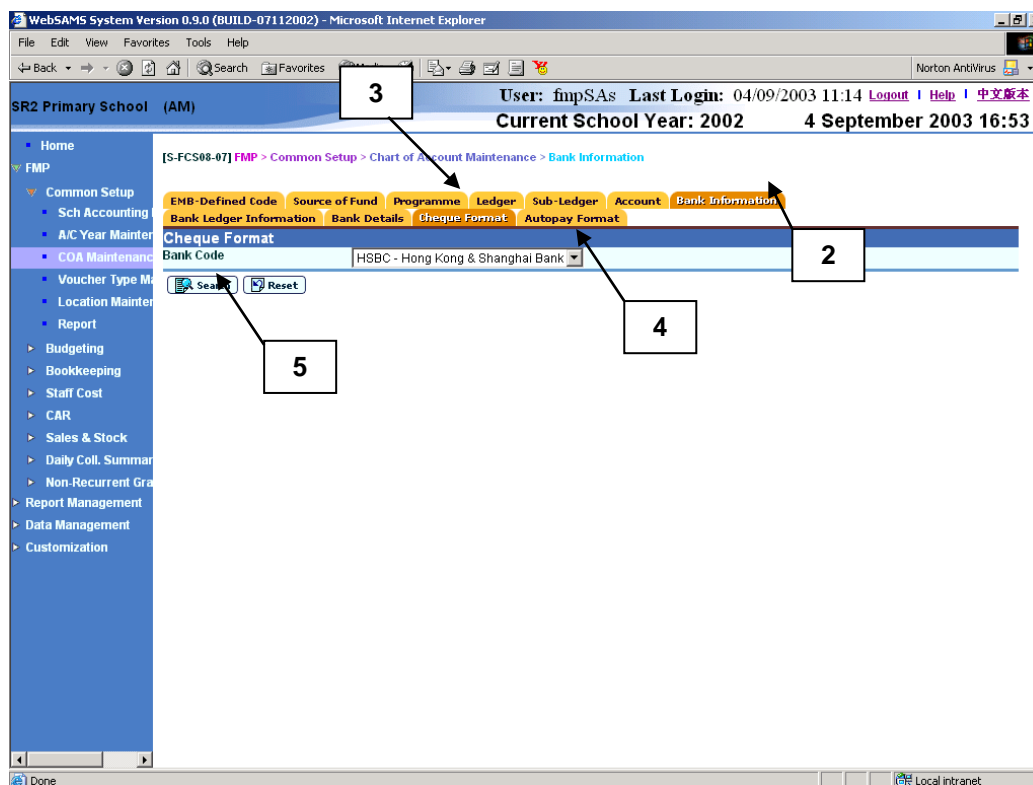 WebSAMS System Version 0.9.0 (BUILD-07112002) - Microsoft Internet Explorer
File Edit View Favorites Tools Help
Back Search Favorites Norton AntiVirus
SR2 Primary School (AM)
User: fmpSAs Last Login: 04/09/2003 11:14 Logout | Help | 中文版本
Current School Year: 2002 4 September 2003 16:53
3
Home
FMP
Common Setup
Sch Accounting
A/C Year Mainter
COA Maintenanc
Voucher Type Ma
Location Mainter
Report
Budgeting
Bookkeeping
Staff Cost
CAR
Sales & Stock
Daily Coll. Summar
Non-Recurrent Gra
Report Management
Data Management
Customization
[S-FCS08-07] FMP > Common Setup > Chart of Account Maintenance > Bank Information
EMB-Defined Code Source of Fund Programme Ledger Sub-Ledger Account Bank Information
Bank Ledger Information Bank Details Cheque Format Autopay Format
Cheque Format
Bank Code HSBC - Hong Kong & Shanghai Bank
2
Search Reset
4
5
Done Local intranet